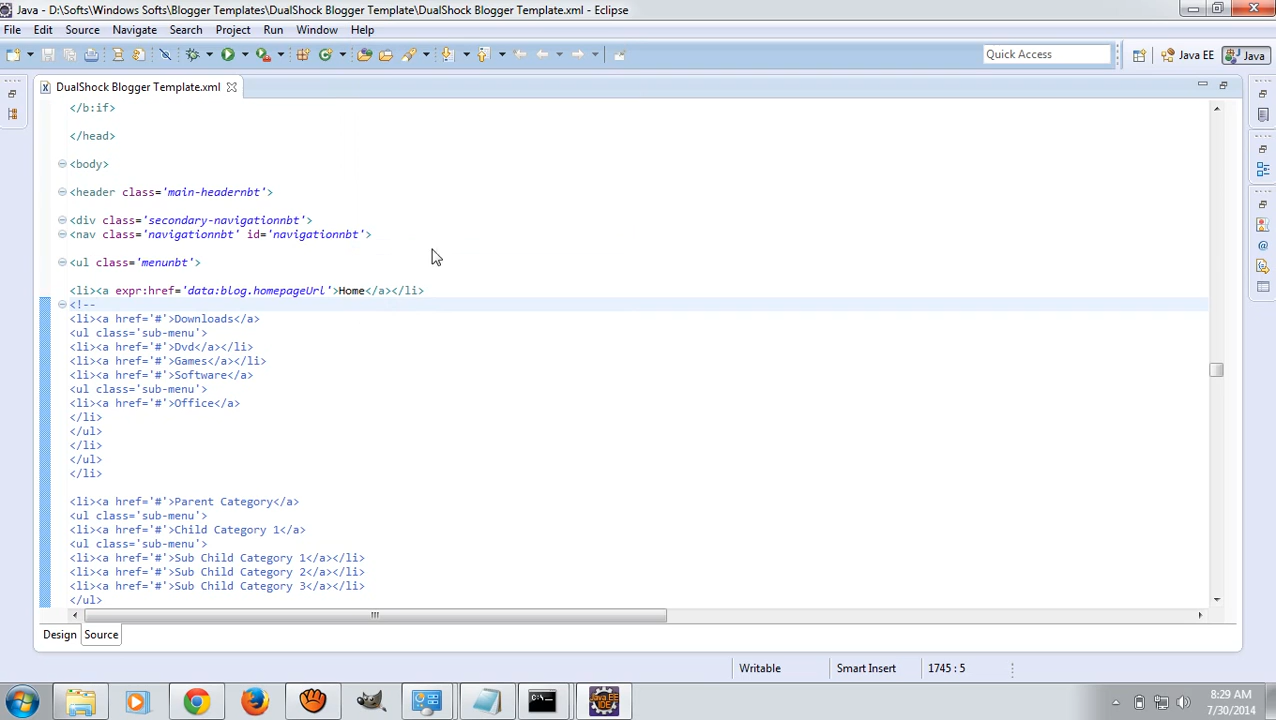 Java - D:\Softs\Windows Softs\Blogger Templates\DualShock Blogger Template\DualShock Blogger Template.xml - Eclipse
File Edit Source Navigate Search Project Run Window Help
Quick Access
Java EE
Java
DualShock Blogger Template.xml
</b:if>
</head>
<body>
<header class='main-headernbt'>
<div class='secondary-navigationnbt'>
<nav class='navigationnbt' id='navigationnbt'>
<ul class='menunbt'>
<li><a expr:href='data:blog.homepageUrl'>Home</a></li>
<!--
<li><a href='#'>Downloads</a>
<ul class='sub-menu'>
<li><a href='#'>Dvd</a></li>
<li><a href='#'>Games</a></li>
<li><a href='#'>Software</a>
<ul class='sub-menu'>
<li><a href='#'>Office</a>
</li>
</ul>
</li>
</ul>
</li>
<li><a href='#'>Parent Category</a>
<ul class='sub-menu'>
<li><a href='#'>Child Category 1</a>
<ul class='sub-menu'>
<li><a href='#'>Sub Child Category 1</a></li>
<li><a href='#'>Sub Child Category 2</a></li>
<li><a href='#'>Sub Child Category 3</a></li>
</ul>
Design Source
Writable Smart Insert 1745 : 5
8:29 AM
7/30/2014